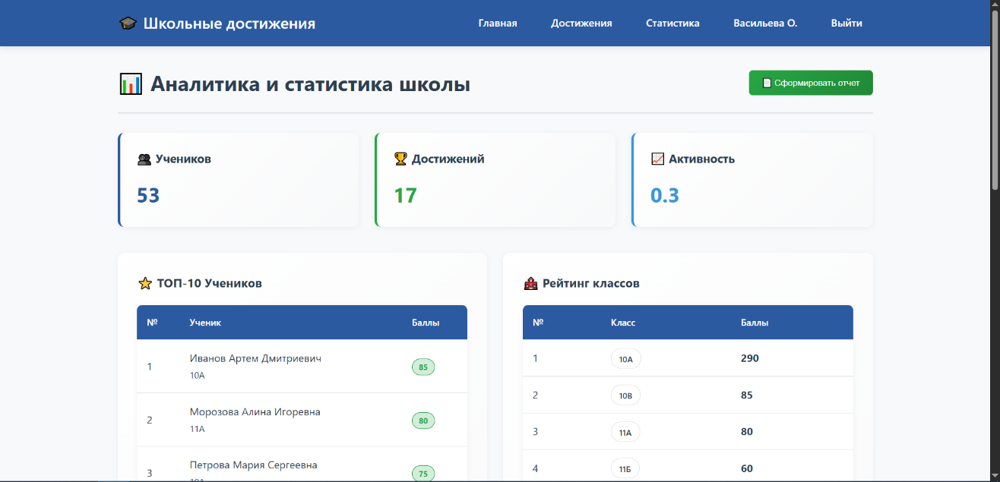 Школьные достижения
Главная Достижения Статистика Васильева О. Выйти
Аналитика и статистика школы
Сформировать отчет
Учеников
53
Достижений
17
Активность
0.3
ТОП-10 Учеников
№ Ученик Баллы
1 Иванов Артем Дмитриевич 85
10А
2 Морозова Алина Игоревна 80
11А
3 Петрова Мария Сергеевна 75
Рейтинг классов
№ Класс Баллы
1 10А 290
2 10В 85
3 11А 80
4 11Б 60